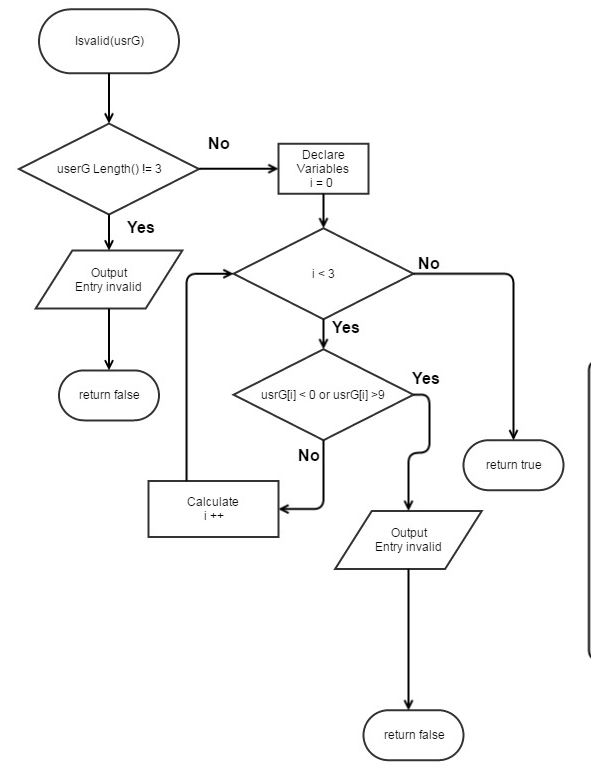 Isvalid(usrG)
userG Length() != 3
No
Declare
Variables
i = 0
Yes
Output
Entry invalid
return false
i < 3
No
Yes
usrG[i] < 0 or usrG[i] >9
Yes
No
return true
Calculate
i ++
Output
Entry invalid
return false